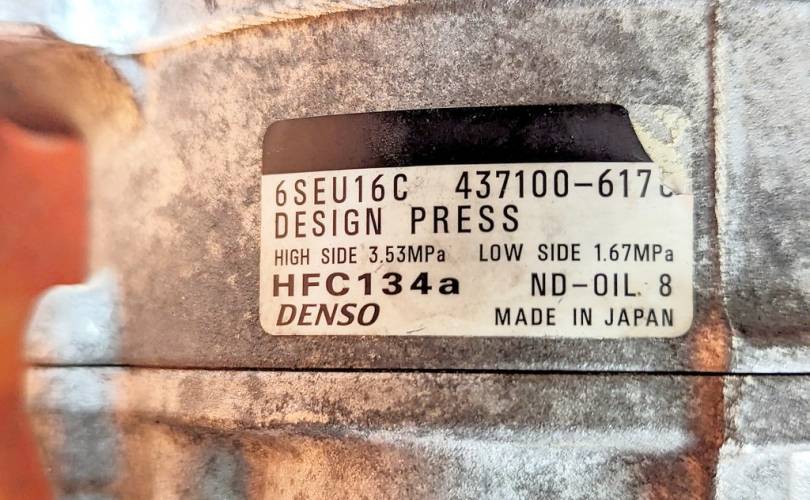 6SEU16C
DESIGN PRESS
HIGH SIDE 3.53MPa LOW SIDE 1.67MPa
HFC134a ND-OIL 8
DENSO MADE IN JAPAN